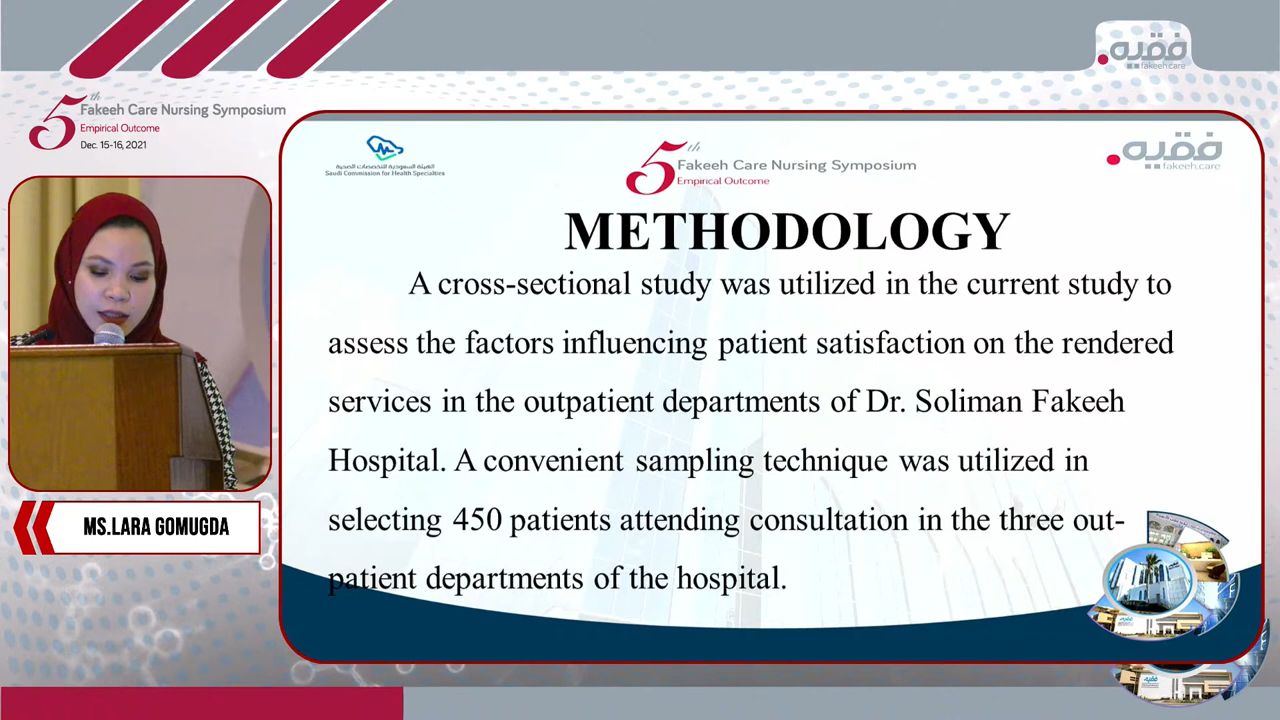 فقيه
fakeeh.care
5th
Fakeeh Care Nursing Symposium
Empirical Outcome
Dec. 15-16, 2021
الهيئة السعودية للتخصصات الصحية
Saudi Commission for Health Specialties
5th
Fakeeh Care Nursing Symposium
Empirical Outcome
فقيه
fakeeh.care
METHODOLOGY
A cross-sectional study was utilized in the current study to
assess the factors influencing patient satisfaction on the rendered
services in the outpatient departments of Dr. Soliman Fakeeh
Hospital. A convenient sampling technique was utilized in
selecting 450 patients attending consultation in the three out-
patient departments of the hospital.
MS.LARA GOMUGDA